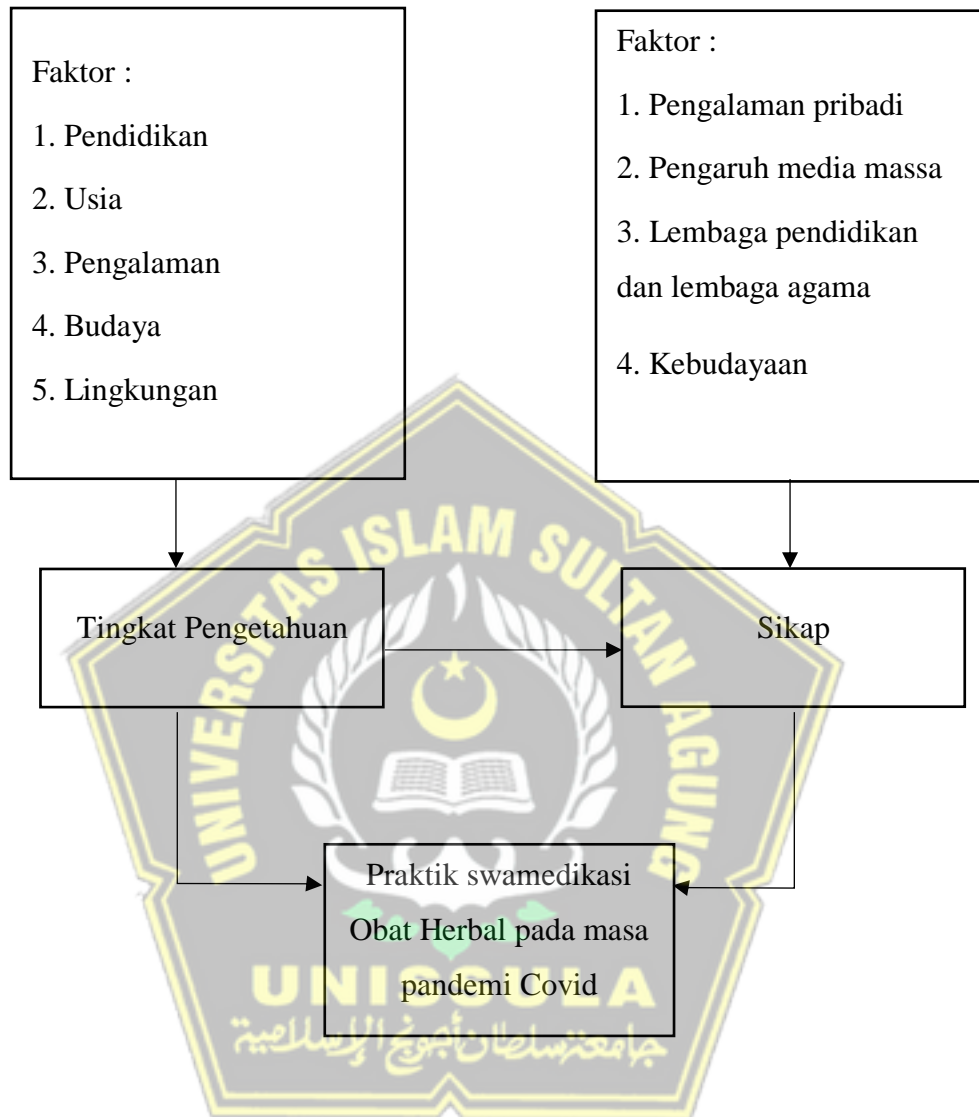 Faktor :
1. Pendidikan
2. Usia
3. Pengalaman
4. Budaya
5. Lingkungan
Faktor :
1. Pengalaman pribadi
2. Pengaruh media massa
3. Lembaga pendidikan
dan lembaga agama
4. Kebudayaan
Tingkat Pengetahuan
Sikap
Praktik swamedikasi
Obat Herbal pada masa
pandemi Covid
UNIVERSITAS ISLAM SULTAN AGUNG
UNISSULA
جامعتنسلطان أجونج الإسلامية